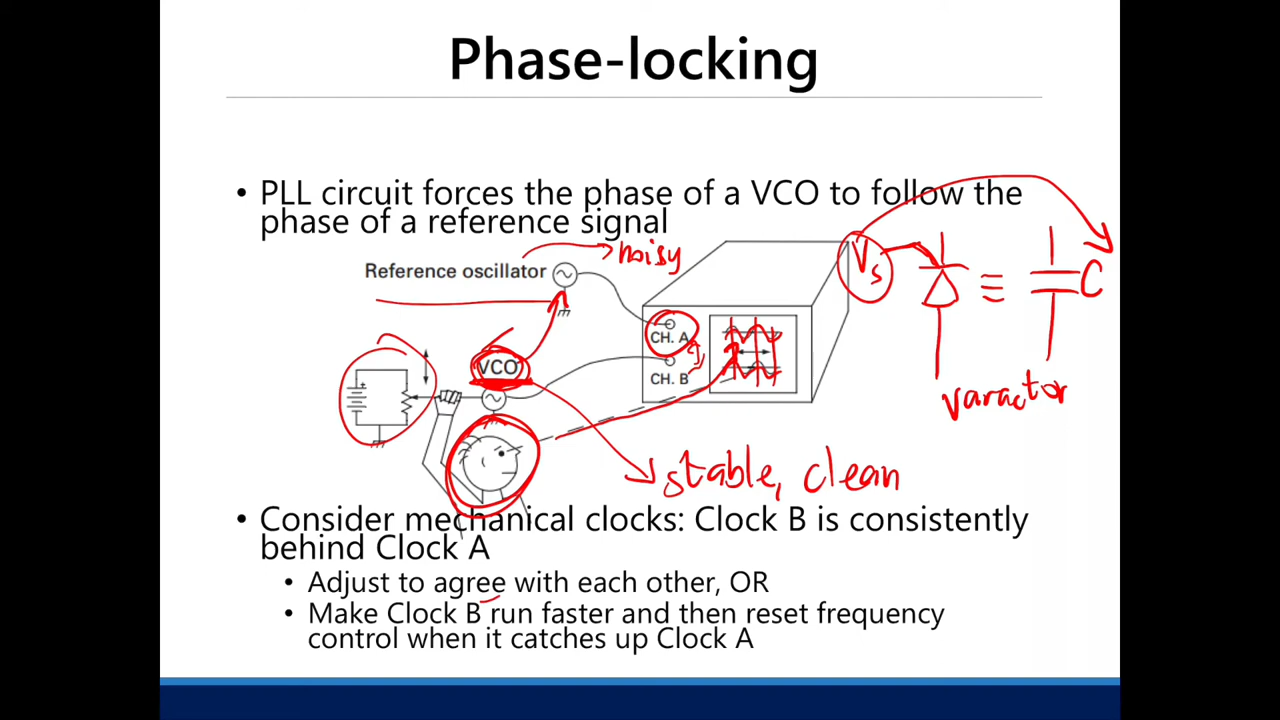 Phase-locking
• PLL circuit forces the phase of a VCO to follow the
phase of a reference signal
noisy
Reference oscillator
Vs
≡
C
CH. A
VCO
CH. B
varactor
stable, clean
• Consider mechanical clocks: Clock B is consistently
behind Clock A
• Adjust to agree with each other, OR
• Make Clock B run faster and then reset frequency
control when it catches up Clock A